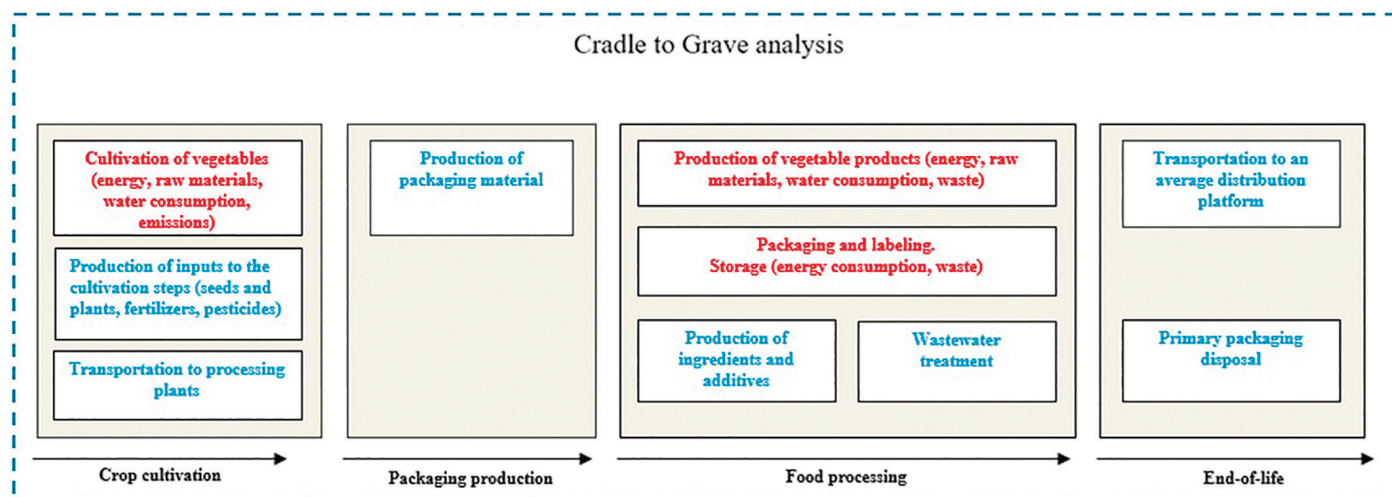 Cradle to Grave analysis
Cultivation of vegetables
(energy, raw materials,
water consumption,
emissions)
Production of inputs to the
cultivation steps (seeds and
plants, fertilizers, pesticides)
Transportation to processing
plants
Crop cultivation
Production of
packaging material
Packaging production
Production of vegetable products (energy, raw
materials, water consumption, waste)
Packaging and labeling.
Storage (energy consumption, waste)
Production of
ingredients and
additives
Wastewater
treatment
Food processing
Transportation to an
average distribution
platform
Primary packaging
disposal
End-of-life